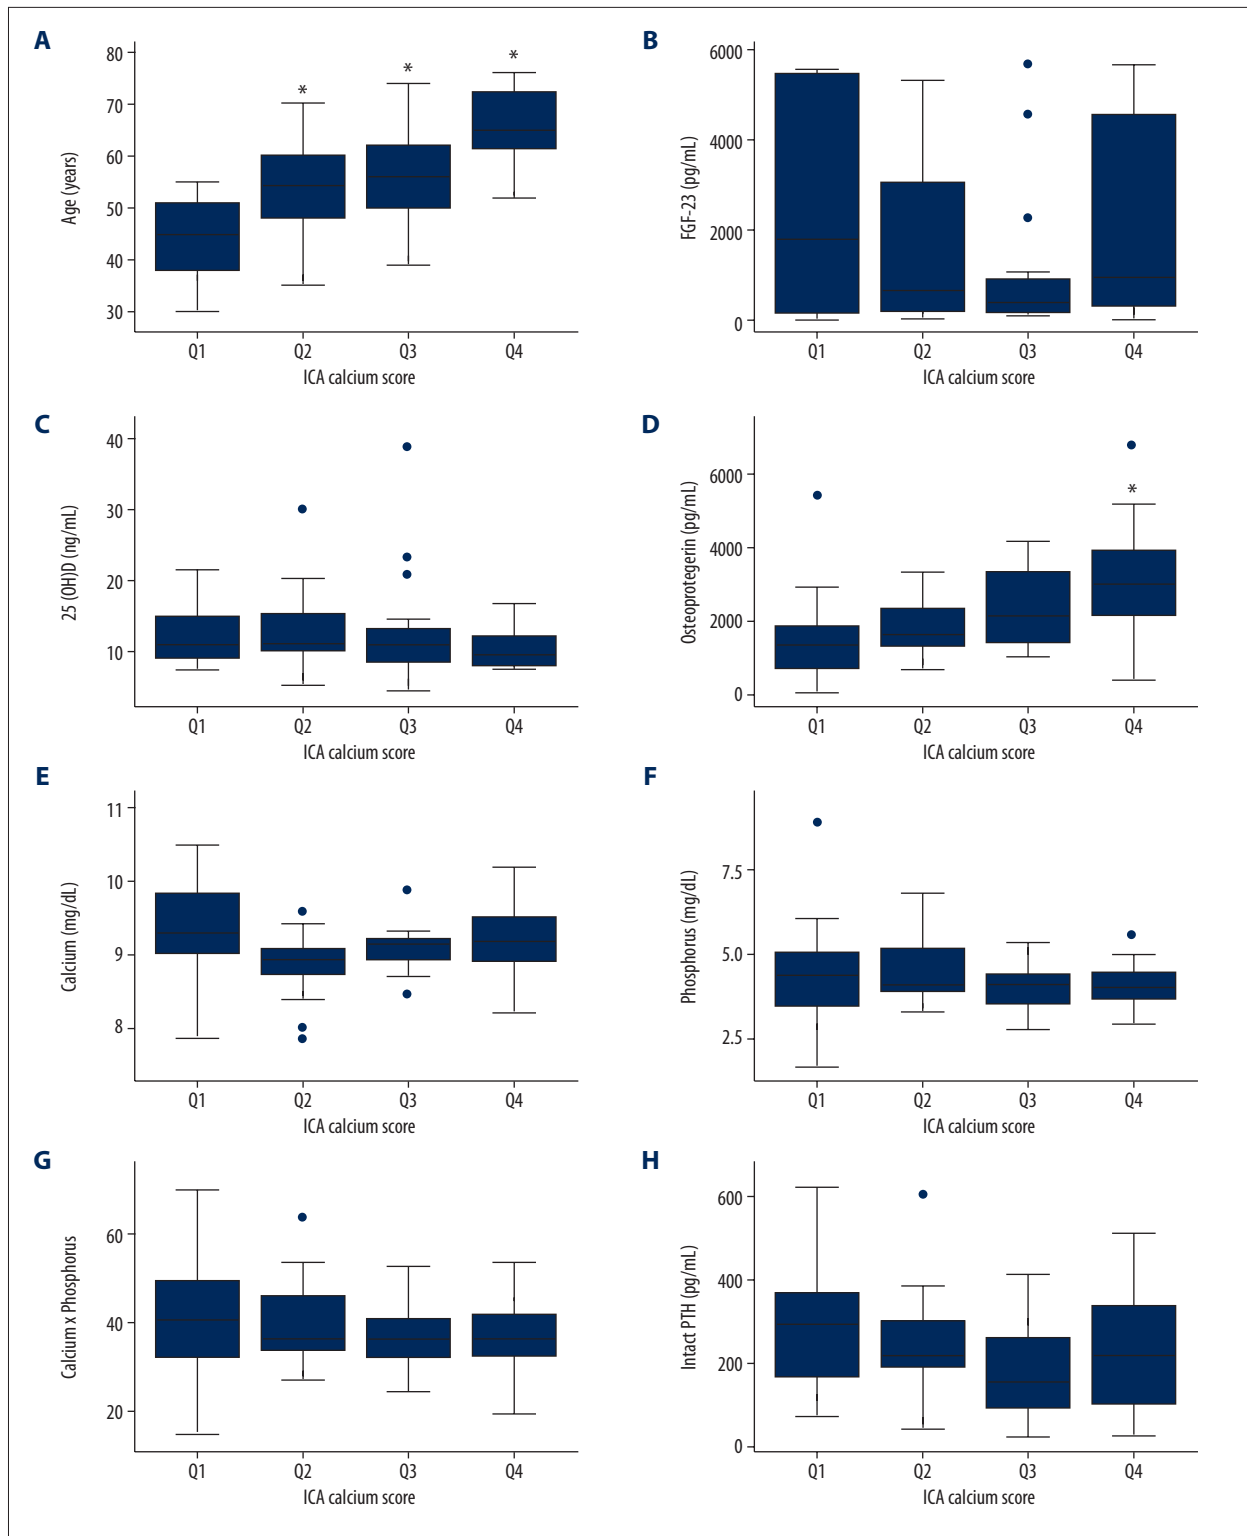 A
Age (years)
80
70
60
50
40
30
*
*
*
Q1 Q2 Q3 Q4
ICA calcium score
B
FGF-23 (pg/mL)
6000
4000
2000
0
Q1 Q2 Q3 Q4
ICA calcium score
C
25 (OH)D (ng/mL)
40
30
20
10
Q1 Q2 Q3 Q4
ICA calcium score
D
Osteoprotegerin (pg/mL)
6000
4000
2000
0
*
Q1 Q2 Q3 Q4
ICA calcium score
E
Calcium (mg/dL)
11
10
9
8
Q1 Q2 Q3 Q4
ICA calcium score
F
Phosphorus (mg/dL)
7.5
5.0
2.5
Q1 Q2 Q3 Q4
ICA calcium score
G
Calcium x Phosphorus
60
40
20
Q1 Q2 Q3 Q4
ICA calcium score
H
Intact PTH (pg/mL)
600
400
200
0
Q1 Q2 Q3 Q4
ICA calcium score